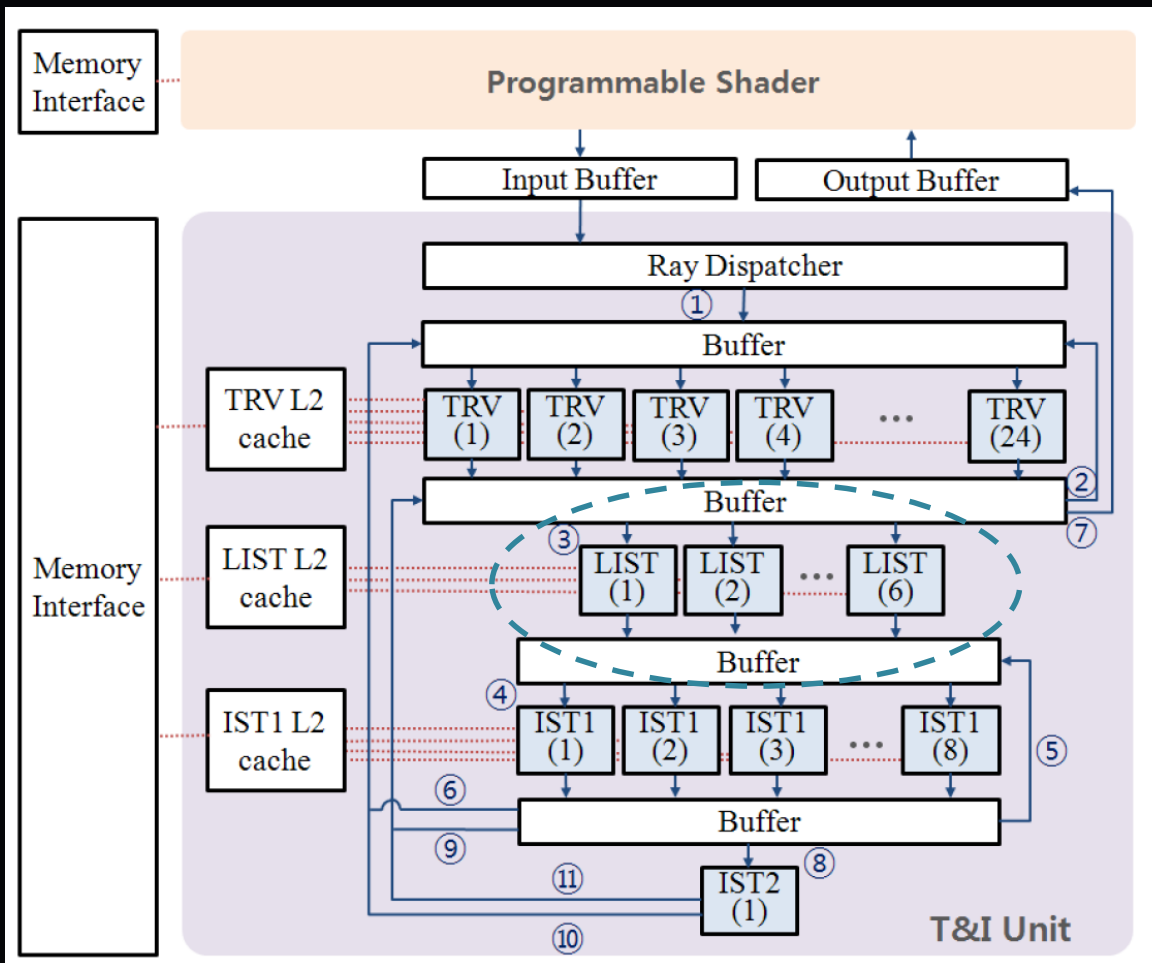 Memory
Interface
Programmable Shader
Input Buffer
Output Buffer
Ray Dispatcher
①
Buffer
TRV L2
cache
TRV
(1)
TRV
(2)
TRV
(3)
TRV
(4)
...
TRV
(24)
②
Buffer
⑦
③
Memory
Interface
LIST L2
cache
LIST
(1)
LIST
(2)
...
LIST
(6)
Buffer
④
IST1 L2
cache
IST1
(1)
IST1
(2)
IST1
(3)
...
IST1
(8)
⑤
⑥
Buffer
⑨
⑧
⑪
IST2
(1)
⑩
T&I Unit